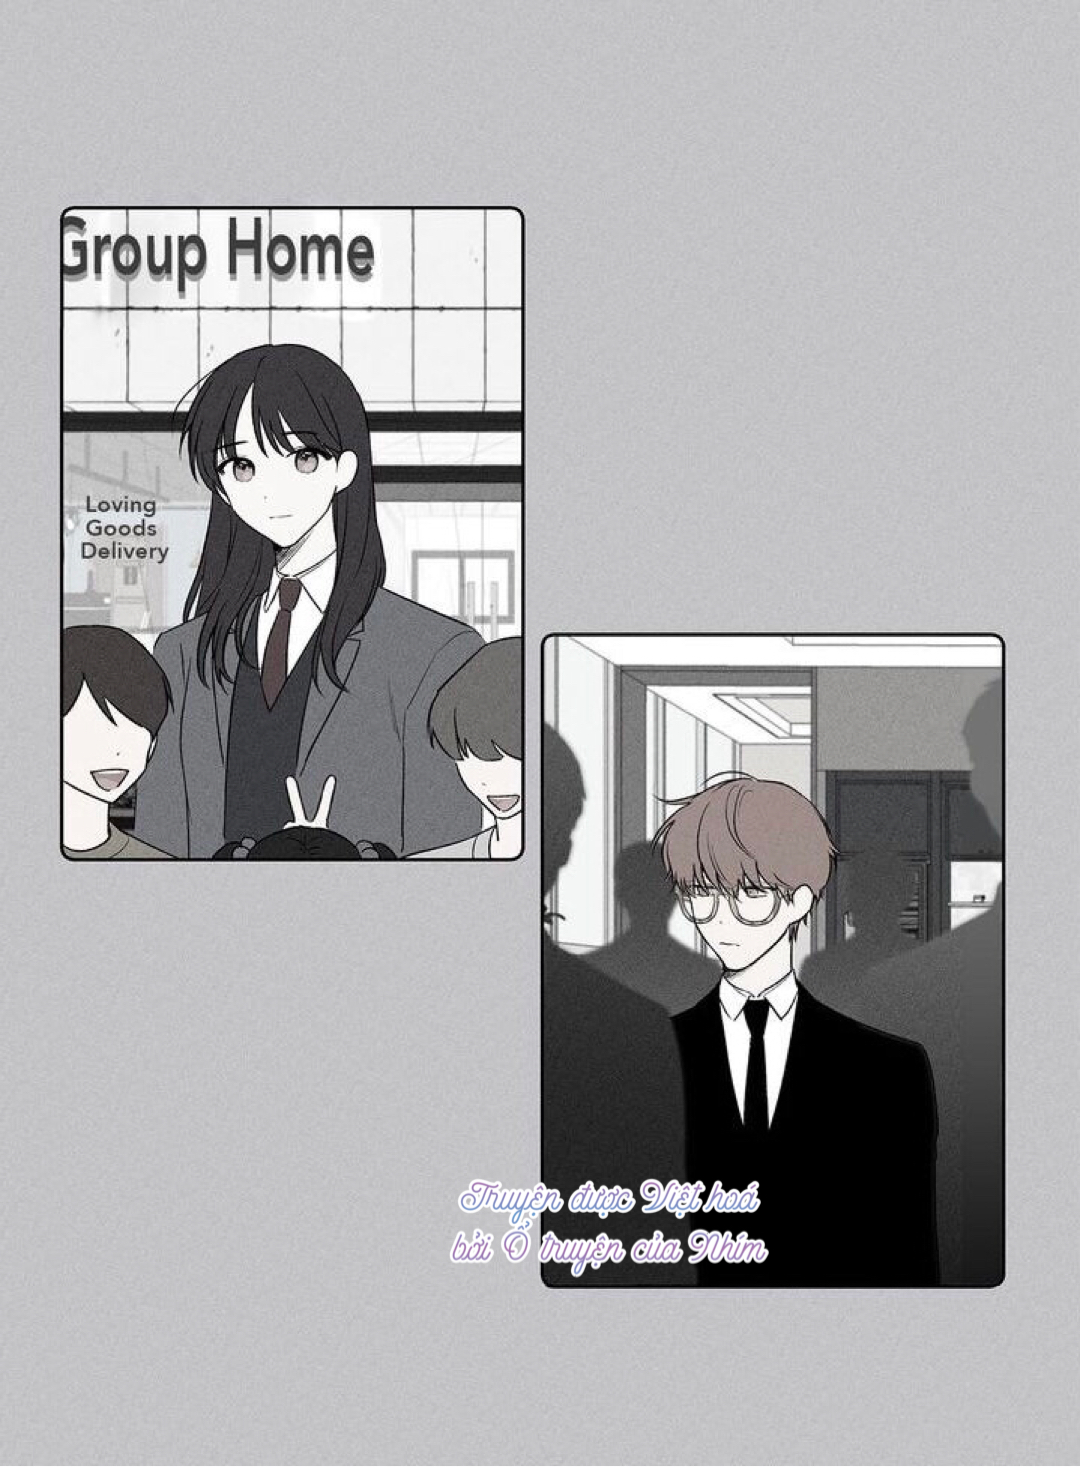 Group Home
Loving
Goods
Delivery
Truyện được Việt hoá
bởi Ổ truyện của Nhím